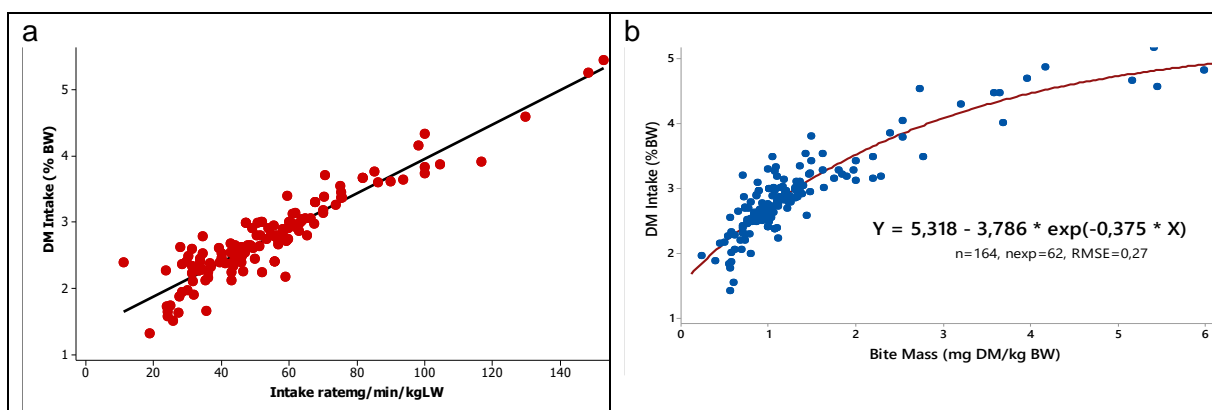 a
DM Intake (% BW)
5
4
3
2
1
0 20 40 60 80 100 120 140
Intake ratemg/min/kgLW
b
DM Intake (%BW)
5
4
3
2
1
Y = 5,318 - 3,786 * exp(-0,375 * X)
n=164, nexp=62, RMSE=0,27
0 1 2 3 4 5 6
Bite Mass (mg DM/kg BW)